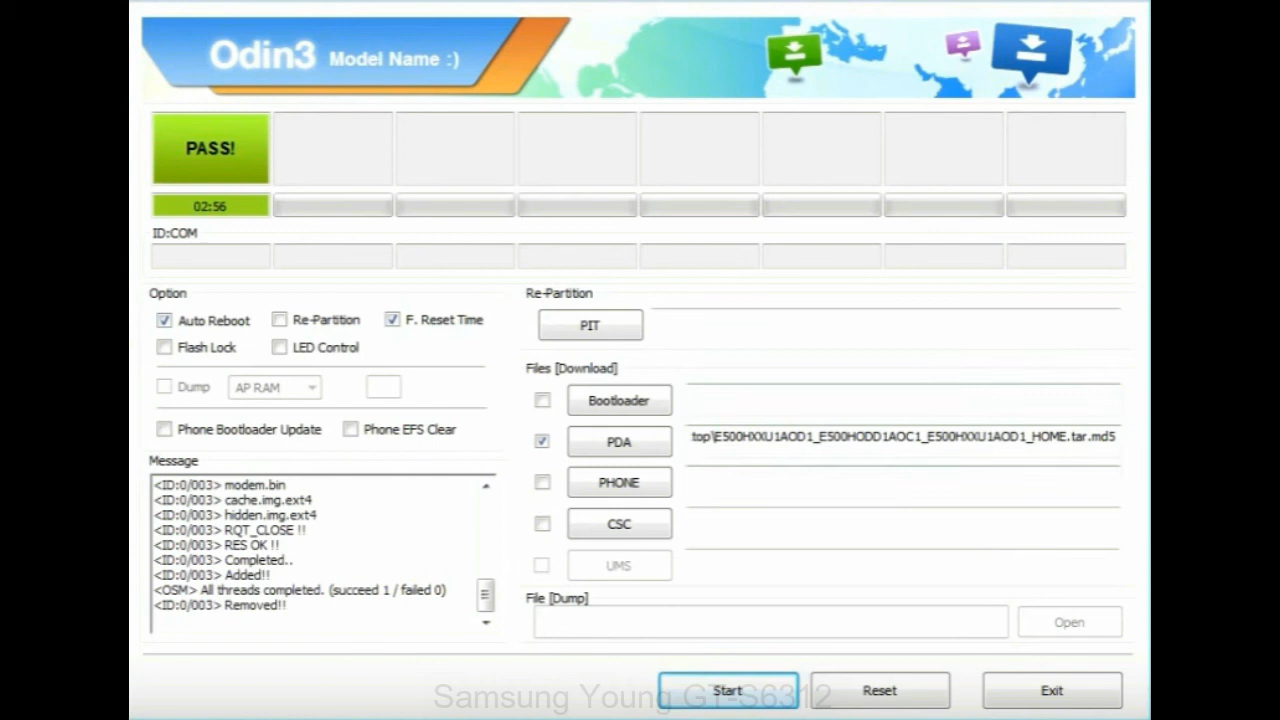 Odin3 Model Name :)
PASS!
02:56
ID:COM
Option
Auto Reboot Re-Partition F. Reset Time
Flash Lock LED Control
Dump AP RAM
Phone Bootloader Update Phone EFS Clear
Message
<ID:0/003> modem.bin
<ID:0/003> cache.img.ext4
<ID:0/003> hidden.img.ext4
<ID:0/003> RQT_CLOSE !!
<ID:0/003> RES OK !!
<ID:0/003> Completed..
<ID:0/003> Added!!
<OSM> All threads completed. (succeed 1 / failed 0)
<ID:0/003> Removed!!
Re-Partition
PIT
Files [Download]
Bootloader
PDA top\E500HXXU1AOD1_E500HODD1AOC1_E500HXXU1AOD1_HOME.tar.md5
PHONE
CSC
UMS
File [Dump]
Open
Start Reset Exit
Samsung Young GT-S6312